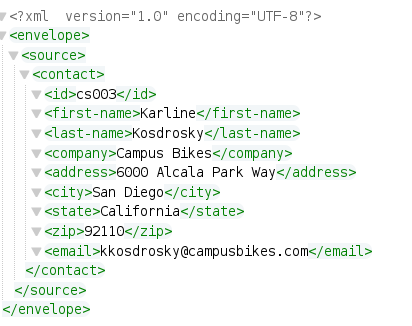 <?xml  version="1.0" encoding="UTF-8"?>
<envelope>
<source>
<contact>
<id>cs003</id>
<first-name>Karline</first-name>
<last-name>Kosdrosky</last-name>
<company>Campus Bikes</company>
<address>6000 Alcala Park Way</address>
<city>San Diego</city>
<state>California</state>
<zip>92110</zip>
<email>kkosdrosky@campusbikes.com</email>
</contact>
</source>
</envelope>